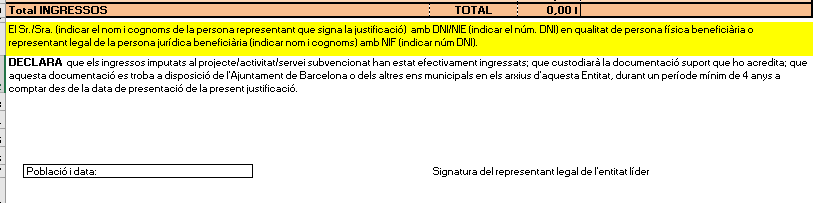 Total INGRESSOS TOTAL 0,00
El Sr./Sra. (indicar el nom i cognoms de la persona representant que signa la justificació) amb DNI/NIE (indicar el núm. DNI) en qualitat de persona física beneficiària o
representant legal de la persona jurídica beneficiària (indicar nom i cognoms) amb NIF (indicar núm DNI).
DECLARA que els ingressos imputats al projecte/activitat/servei subvencionat han estat efectivament ingressats; que custodiarà la documentació suport que ho acredita; que
aquesta documentació es troba a disposició de l'Ajuntament de Barcelona o dels altres ens municipals en els arxius d'aquesta Entitat, durant un període mínim de 4 anys a
comptar des de la data de presentació de la present justificació.
Població i data: Signatura del representant legal de l'entitat líder